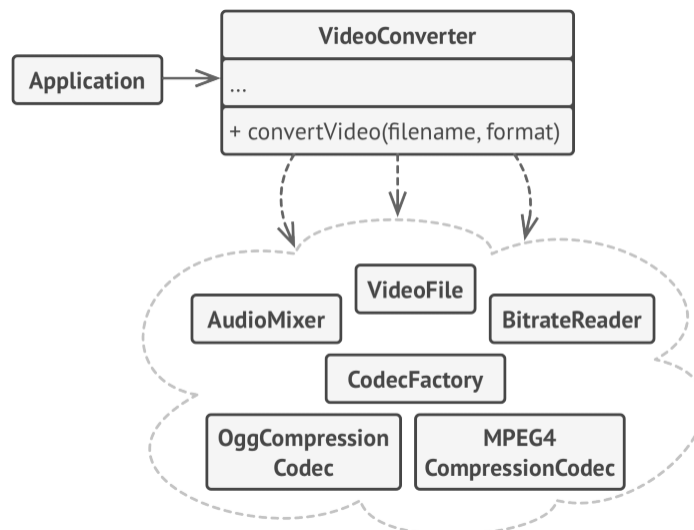 VideoConverter
Application
...
+ convertVideo(filename, format)
VideoFile
AudioMixer
BitrateReader
CodecFactory
OggCompression
Codec
MPEG4
CompressionCodec